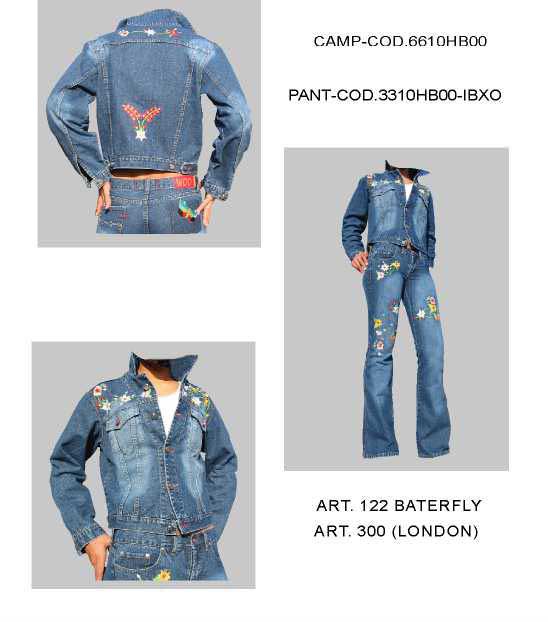 CAMP-COD.6610HB00
PANT-COD.3310HB00-IBXO
ART. 122 BATERFLY
ART. 300 (LONDON)